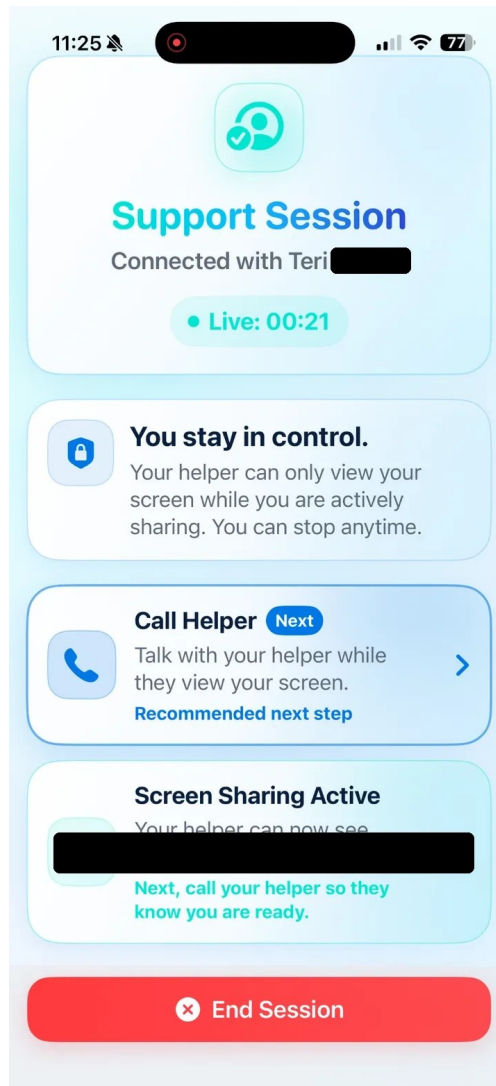 11:25
77
Support Session
Connected with Teri
Live: 00:21
You stay in control.
Your helper can only view your
screen while you are actively
sharing. You can stop anytime.
Call Helper Next
Talk with your helper while
they view your screen.
Recommended next step
Screen Sharing Active
Your helper can now see
Next, call your helper so they
know you are ready.
End Session